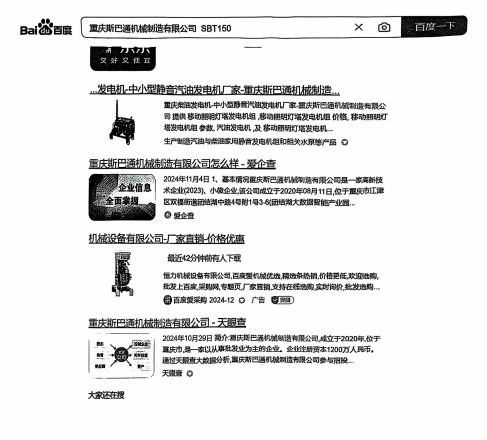 Bai百度
重庆斯巴通机械制造有限公司 SBT150
百度一下
又好又便宜
...发电机-中小型静音汽油发电机厂家-重庆斯巴通机械制造...
重庆柴油发电机-中小型静音汽油发电机厂家-重庆斯巴通机械制造有限公
司 提供 移动照明灯塔发电机组 ,移动照明灯塔发电机组 价格, 移动照明灯
塔发电机组 参数, 汽油发电机 ,及 移动照明灯塔发电机...
生产制造汽油与柴油家用静音发电机组和相关水泵等产品
重庆斯巴通机械制造有限公司怎么样 - 爱企查
企业信息
全面掌握
2024年11月4日 1、基本情况重庆斯巴通机械制造有限公司是一家高新技
术企业(2023)、小微企业,该公司成立于2020年08月11日,位于重庆市江津
区双福街道团结湖中路4号附1号3-6(团结湖大数据智能产业园...
爱企查
机械设备有限公司-厂家直销-价格优惠
最近42分钟前有人下载
恒力机械设备有限公司,百度爱机械优选,精选条热销,价格更低,欢迎选购,
批发上百度,采购网,专题页,厂家直销,支持在线选购,实时询价,批发选购...
百度爱采购 2024-12 广告 保障
重庆斯巴通机械制造有限公司 - 天眼查
2024年10月29日 简介:重庆斯巴通机械制造有限公司,成立于2020年,位于
重庆市,是一家以从事批发业为主的企业。企业注册资本1200万人民币。
通过天眼查大数据分析,重庆斯巴通机械制造有限公司参与招投...
天眼查
大家还在搜